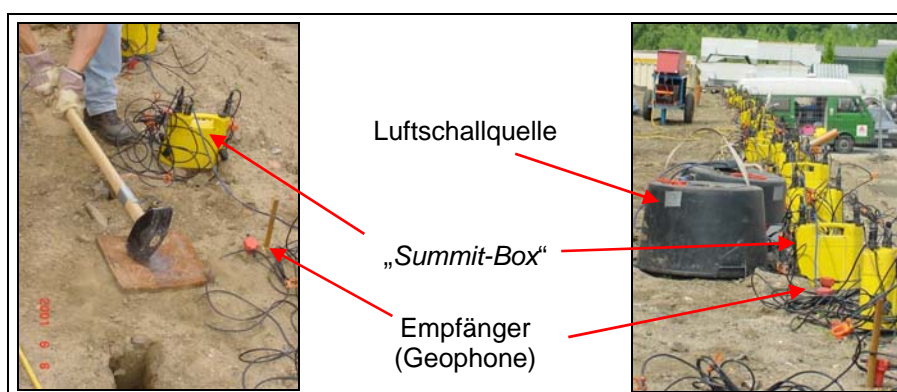 Luftschallquelle
„Summit-Box“
Empfänger
(Geophone)
2001 6 6